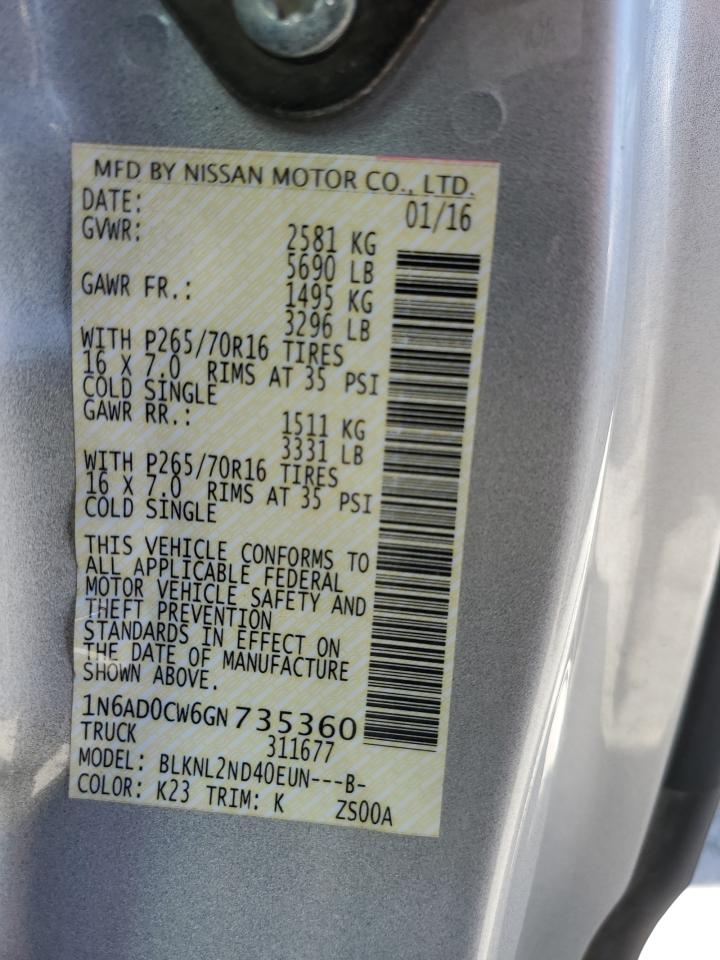 MFD BY NISSAN MOTOR CO., LTD.
DATE: 01/16
GVWR: 2581 KG
5690 LB
GAWR FR.: 1495 KG
3296 LB
WITH P265/70R16 TIRES
16 X 7.0 RIMS AT 35 PSI
COLD SINGLE
GAWR RR.: 1511 KG
3331 LB
WITH P265/70R16 TIRES
16 X 7.0 RIMS AT 35 PSI
COLD SINGLE
THIS VEHICLE CONFORMS TO
ALL APPLICABLE FEDERAL
MOTOR VEHICLE SAFETY AND
THEFT PREVENTION
STANDARDS IN EFFECT ON
THE DATE OF MANUFACTURE
SHOWN ABOVE.
1N6AD0CW6GN735360
TRUCK 311677
MODEL: BLKNL2ND40EUN---B-
COLOR: K23 TRIM: K ZS00A